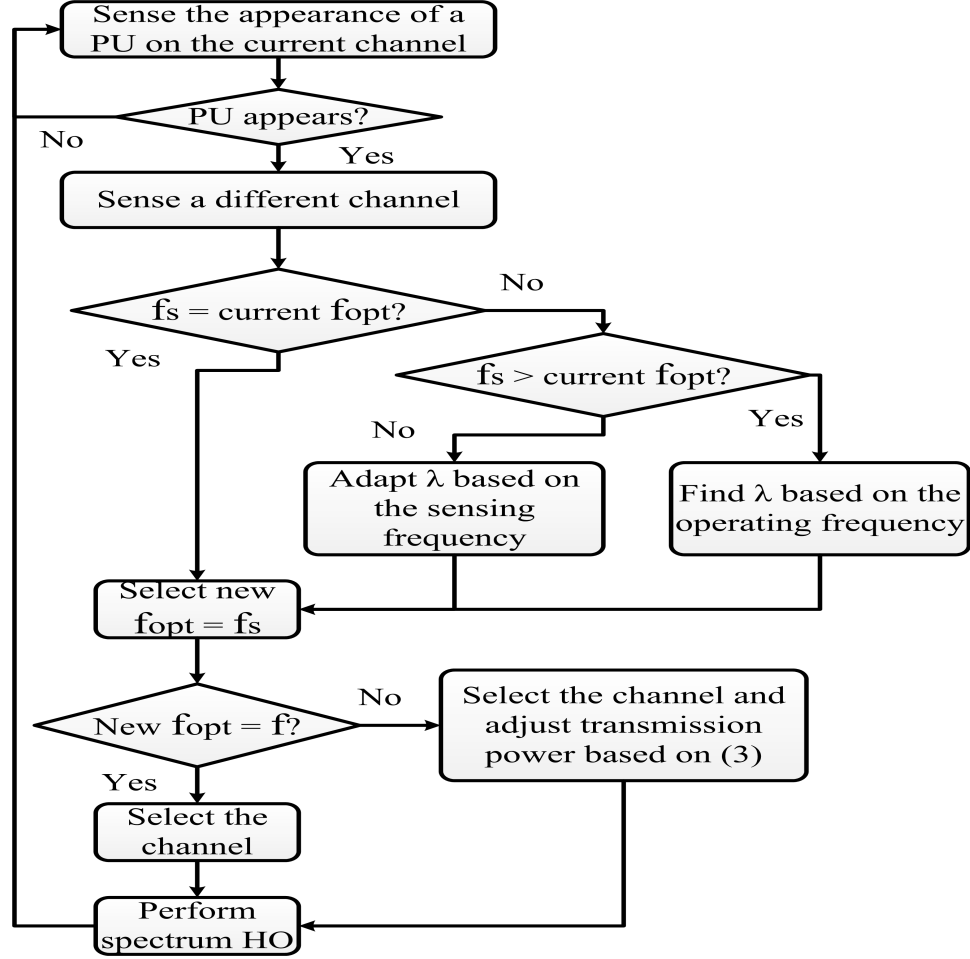 Sense the appearance of a
PU on the current channel
PU appears?
No
Yes
Sense a different channel
No
fs = current fopt?
Yes
fs > current fopt?
No
Yes
Adapt λ based on
the sensing
frequency
Find λ based on the
operating frequency
Select new
fopt = fs
No
New fopt = f?
Select the channel and
adjust transmission
power based on (3)
Yes
Select the
channel
Perform
spectrum HO